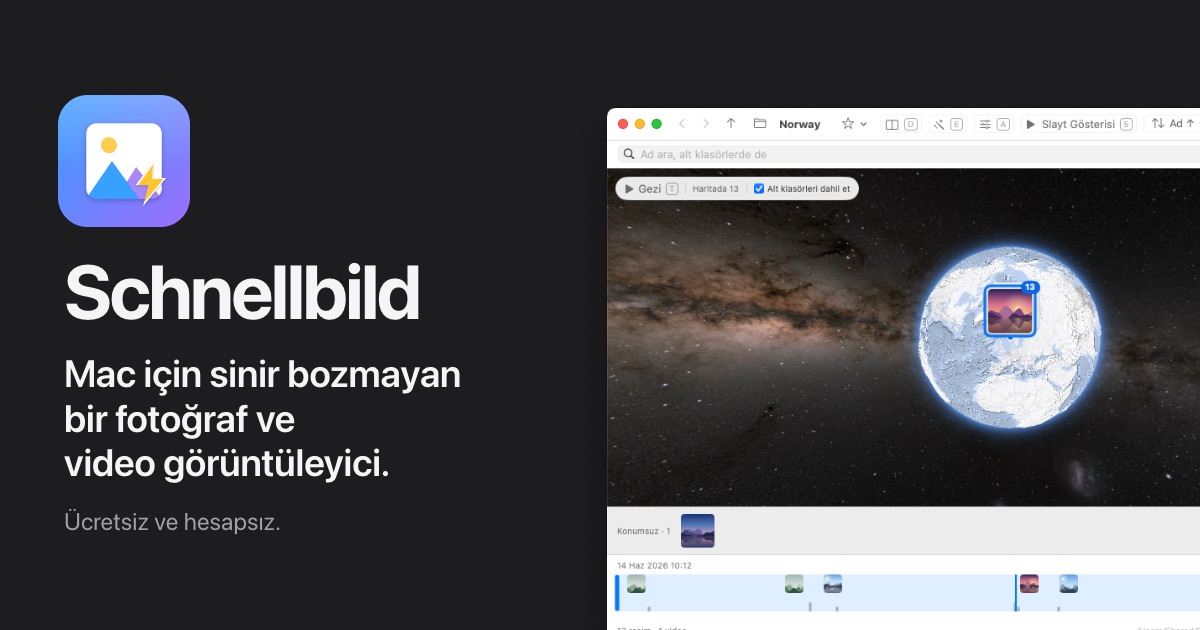 Schnellbild
Mac için sinir bozmayan
bir fotoğraf ve
video görüntüleyici.
Ücretsiz ve hesapsız.
Norway
D
E
A
Slayt Gösterisi S
Ad ↑
Ad ara, alt klasörlerde de
Gezi T
Haritada 13
Alt klasörleri dahil et
13
Konumsuz · 1
14 Haz 2026 10:12